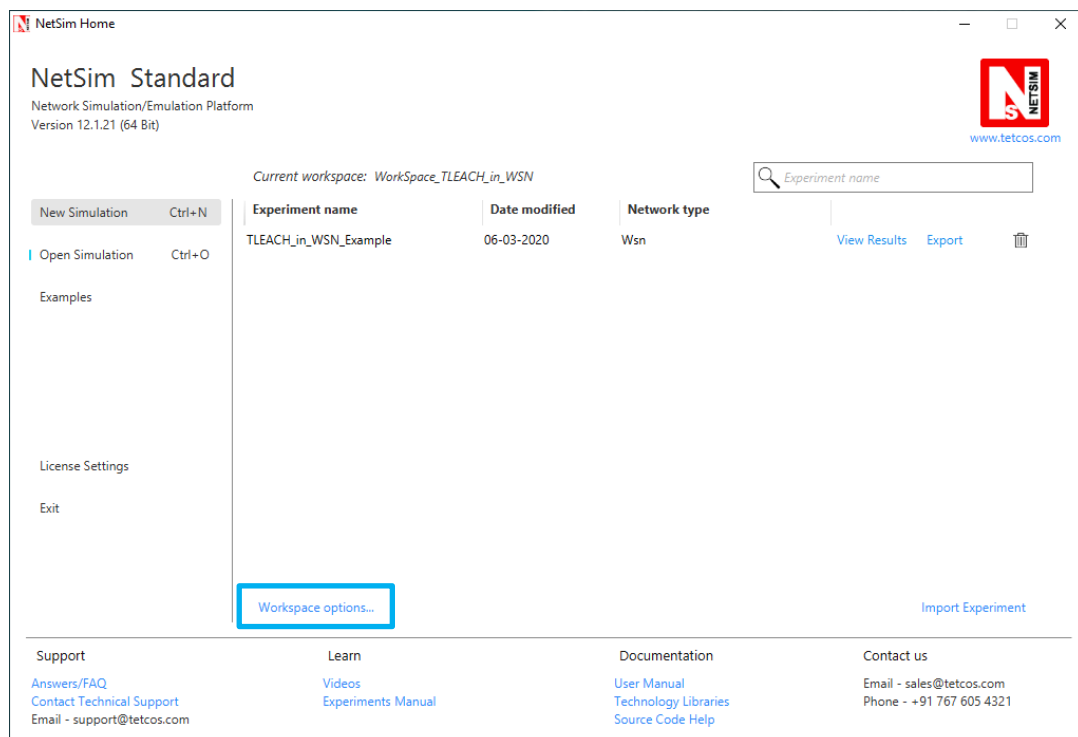 NetSim Home
NetSim Standard
Network Simulation/Emulation Platform
Version 12.1.21 (64 Bit)
NETSIM
www.tetcos.com
Current workspace: WorkSpace_TLEACH_in_WSN
Experiment name
New Simulation Ctrl+N
Experiment name Date modified Network type
TLEACH_in_WSN_Example 06-03-2020 Wsn View Results Export
Open Simulation Ctrl+O
Examples
License Settings
Exit
Workspace options...
Import Experiment
Support Learn Documentation Contact us
Answers/FAQ Videos User Manual Email - sales@tetcos.com
Contact Technical Support Experiments Manual Technology Libraries Phone - +91 767 605 4321
Email - support@tetcos.com Source Code Help